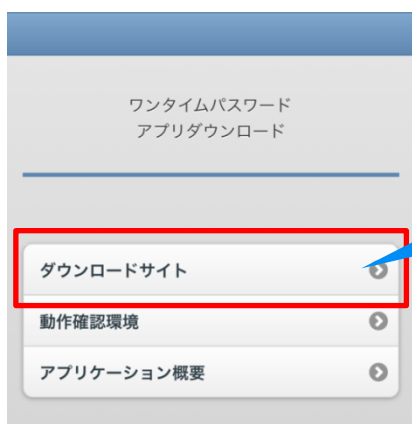 ワンタイムパスワード
アプリダウンロード
ダウンロードサイト
動作確認環境
アプリケーション概要